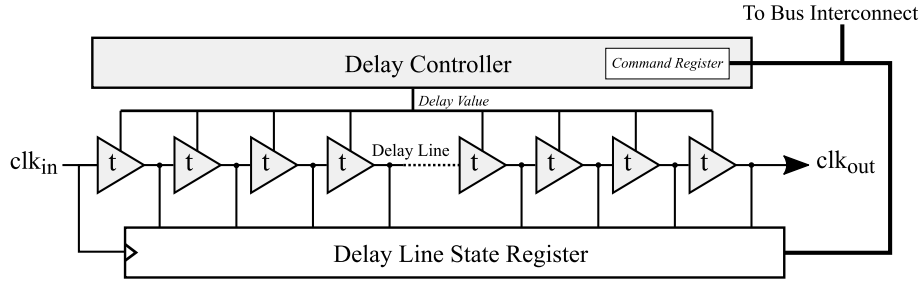 To Bus Interconnect
Delay Controller
Command Register
Delay Value
clkin
t t t t Delay Line t t t t
clkout
Delay Line State Register